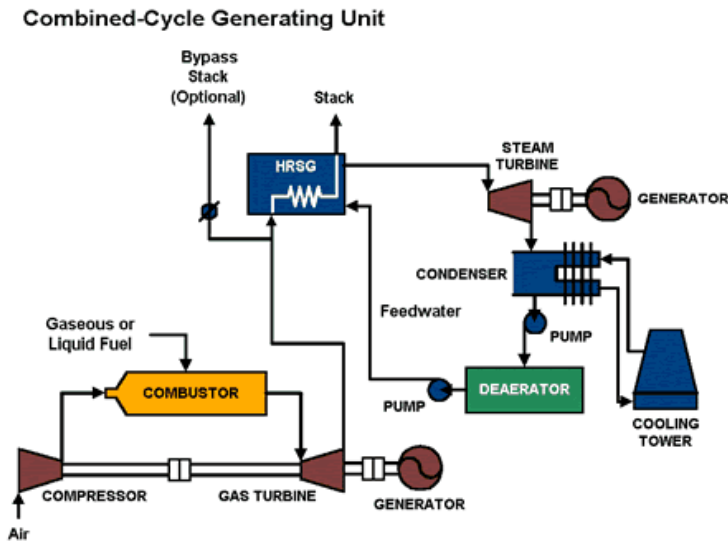 Combined-Cycle Generating Unit
Bypass
Stack
(Optional)
Stack
HRSG
STEAM
TURBINE
GENERATOR
CONDENSER
Feedwater
PUMP
Gaseous or
Liquid Fuel
COMBUSTOR
PUMP
DEAERATOR
COOLING
TOWER
COMPRESSOR
GAS TURBINE
GENERATOR
Air